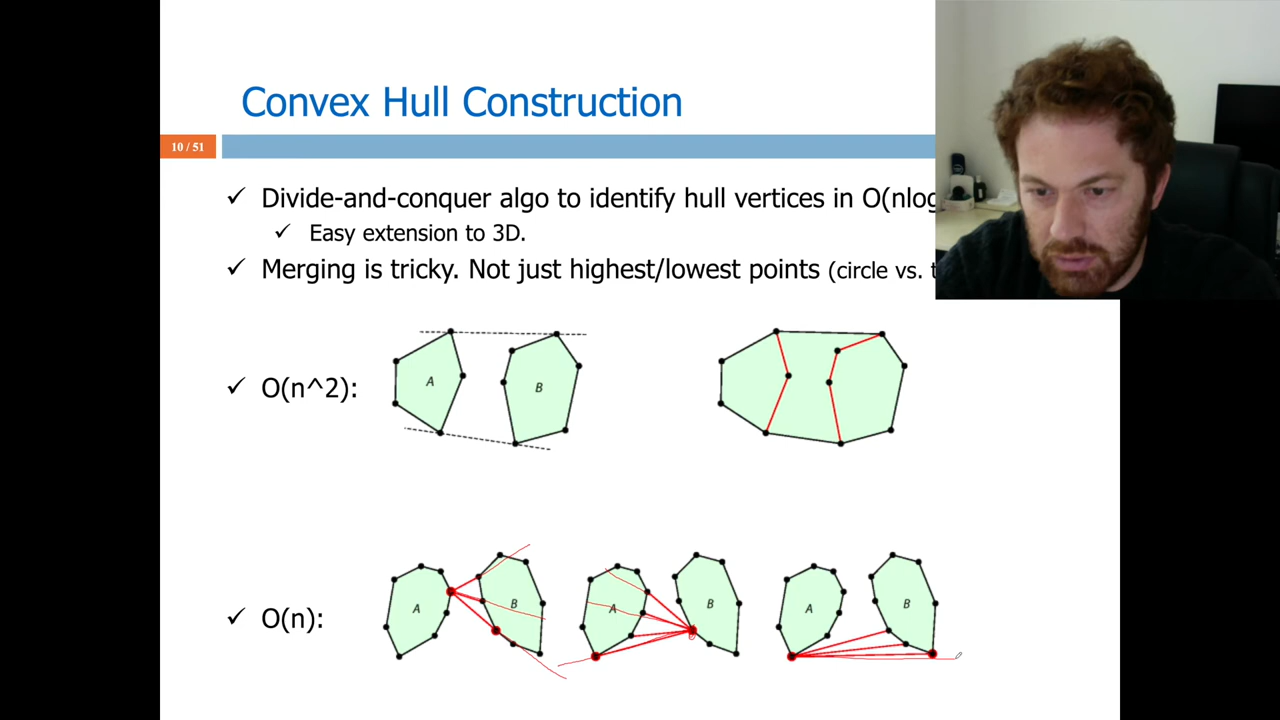 Convex Hull Construction
10 / 51
✓ Divide-and-conquer algo to identify hull vertices in
✓ Easy extension to 3D.
✓ Merging is tricky. Not just highest/lowest points (circle vs.
✓ O(n^2):
A B
✓ O(n):
A B A B A B